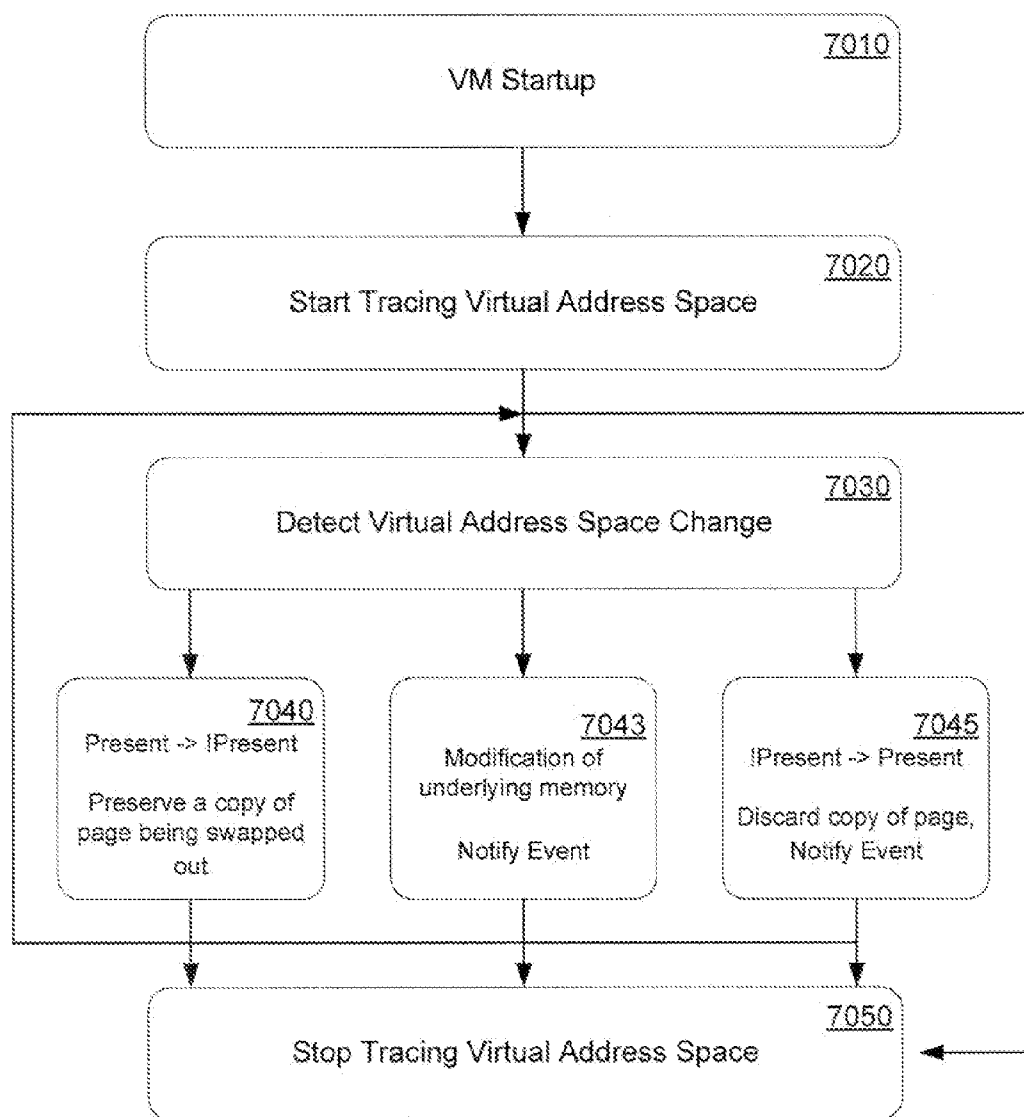 7010
VM Startup
7020
Start Tracing Virtual Address Space
7030
Detect Virtual Address Space Change
7040
Present -> !Present
Preserve a copy of
page being swapped
out
7043
Modification of
underlying memory
Notify Event
7045
!Present -> Present
Discard copy of page,
Notify Event
7050
Stop Tracing Virtual Address Space